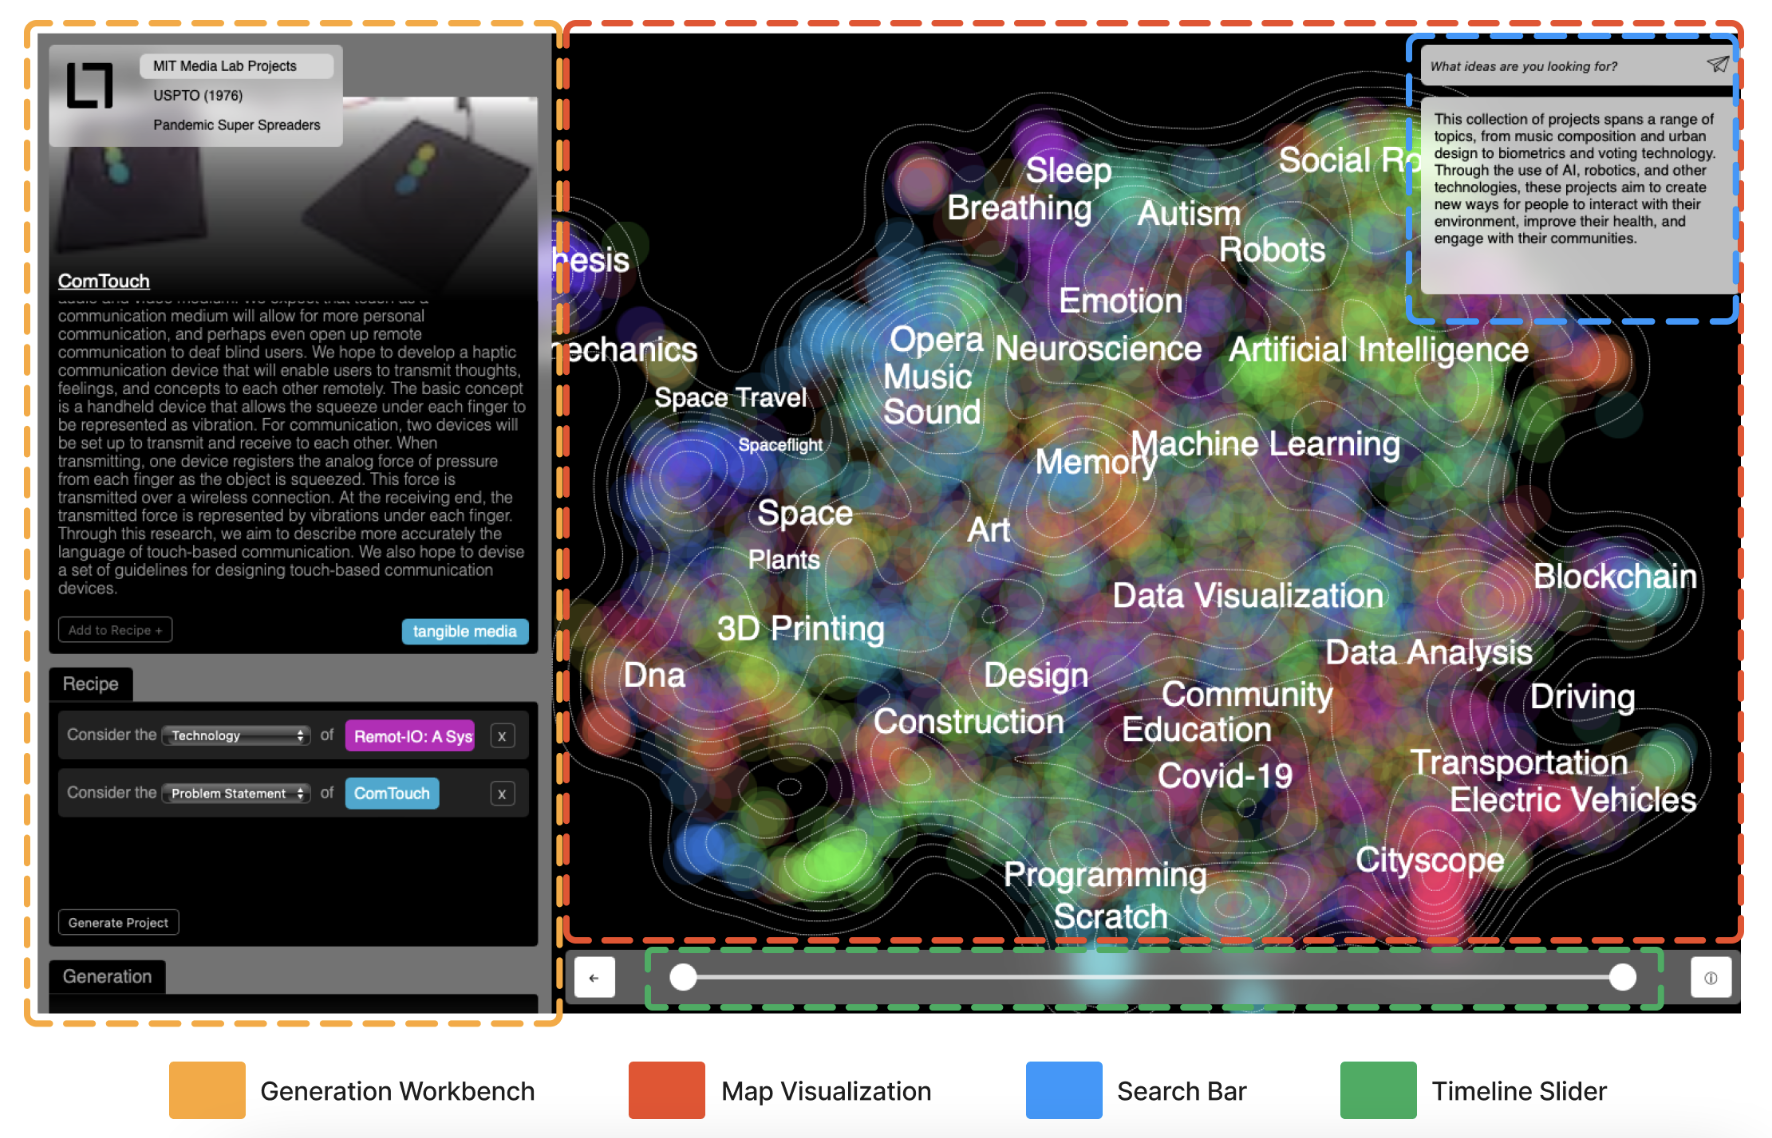 MIT Media Lab Projects
USPTO (1976)
Pandemic Super Spreaders
ComTouch
audio and video medium. We expect that touch as a
communication medium will allow for more personal
communication, and perhaps even open up remote
communication to deaf blind users. We hope to develop a haptic
communication device that will enable users to transmit thoughts,
feelings, and concepts to each other remotely. The basic concept
is a handheld device that allows the squeeze under each finger to
be represented as vibration. For communication, two devices will
be set up to transmit and receive to each other. When
transmitting, one device registers the analog force of pressure
from each finger as the object is squeezed. This force is
transmitted over a wireless connection. At the receiving end, the
transmitted force is represented by vibrations under each finger.
Through this research, we aim to describe more accurately the
language of touch-based communication. We also hope to devise
a set of guidelines for designing touch-based communication
devices.
Add to Recipe +
tangible media
Recipe
Consider the Technology of Remot-IO: A Sys x
Consider the Problem Statement of ComTouch x
Generate Project
Generation
What ideas are you looking for?
This collection of projects spans a range of
topics, from music composition and urban
design to biometrics and voting technology.
Through the use of AI, robotics, and other
technologies, these projects aim to create
new ways for people to interact with their
environment, improve their health, and
engage with their communities.
Sleep
Social Ro
Breathing
Autism
Robots
hesis
Emotion
Opera
Neuroscience
Artificial Intelligence
echanics
Music
Space Travel
Sound
Spaceflight
Machine Learning
Memory
Space
Art
Plants
Blockchain
Data Visualization
3D Printing
Data Analysis
Dna
Design
Community
Driving
Construction
Education
Transportation
Covid-19
Electric Vehicles
Cityscope
Programming
Scratch
Generation Workbench
Map Visualization
Search Bar
Timeline Slider